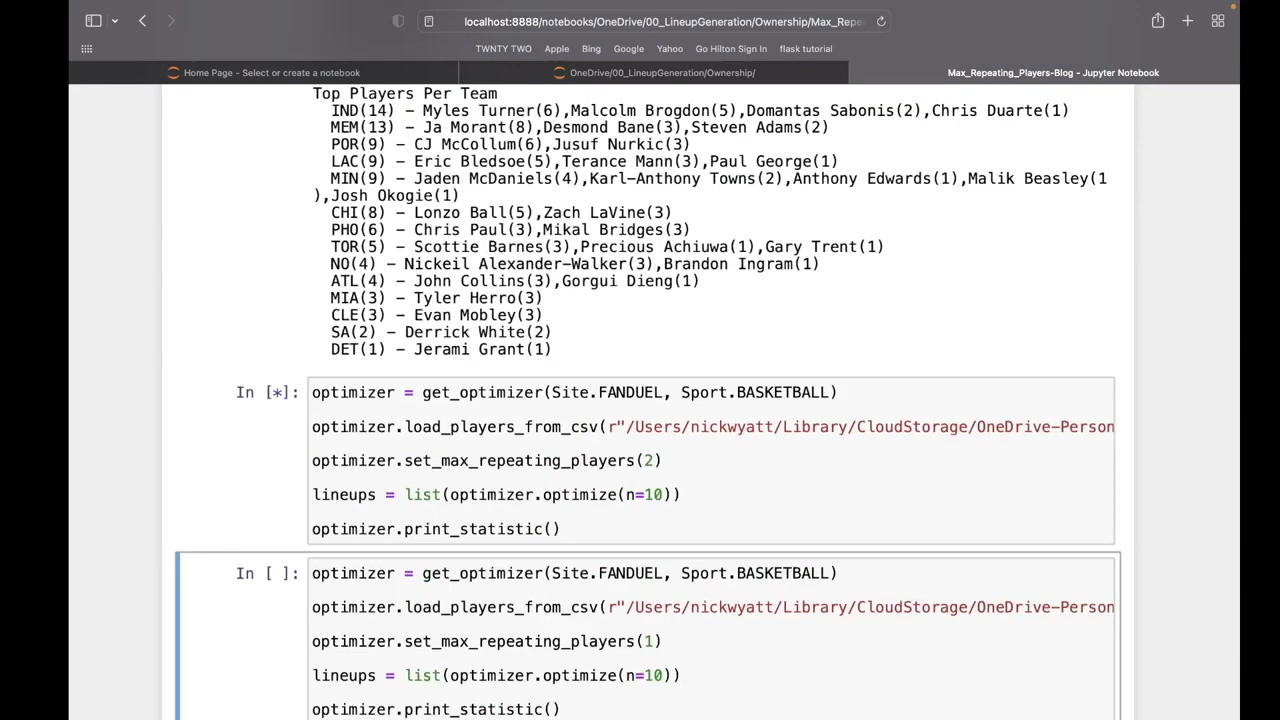 localhost:8888/notebooks/OneDrive/00_LineupGeneration/Ownership/Max_Repe
TWNTY TWO Apple Bing Google Yahoo Go Hilton Sign In flask tutorial
Home Page - Select or create a notebook OneDrive/00_LineupGeneration/Ownership/ Max_Repeating_Players-Blog - Jupyter Notebook
Top Players Per Team
IND(14) – Myles Turner(6),Malcolm Brogdon(5),Domantas Sabonis(2),Chris Duarte(1)
MEM(13) – Ja Morant(8),Desmond Bane(3),Steven Adams(2)
POR(9) – CJ McCollum(6),Jusuf Nurkic(3)
LAC(9) – Eric Bledsoe(5),Terance Mann(3),Paul George(1)
MIN(9) – Jaden McDaniels(4),Karl-Anthony Towns(2),Anthony Edwards(1),Malik Beasley(1
),Josh Okogie(1)
CHI(8) – Lonzo Ball(5),Zach LaVine(3)
PHO(6) – Chris Paul(3),Mikal Bridges(3)
TOR(5) – Scottie Barnes(3),Precious Achiuwa(1),Gary Trent(1)
NO(4) – Nickeil Alexander-Walker(3),Brandon Ingram(1)
ATL(4) – John Collins(3),Gorgui Dieng(1)
MIA(3) – Tyler Herro(3)
CLE(3) – Evan Mobley(3)
SA(2) – Derrick White(2)
DET(1) – Jerami Grant(1)
In [*]: optimizer = get_optimizer(Site.FANDUEL, Sport.BASKETBALL)
optimizer.load_players_from_csv(r"/Users/nickwyatt/Library/CloudStorage/OneDrive-Person
optimizer.set_max_repeating_players(2)
lineups = list(optimizer.optimize(n=10))
optimizer.print_statistic()
In [ ]: optimizer = get_optimizer(Site.FANDUEL, Sport.BASKETBALL)
optimizer.load_players_from_csv(r"/Users/nickwyatt/Library/CloudStorage/OneDrive-Person
optimizer.set_max_repeating_players(1)
lineups = list(optimizer.optimize(n=10))
optimizer.print_statistic()